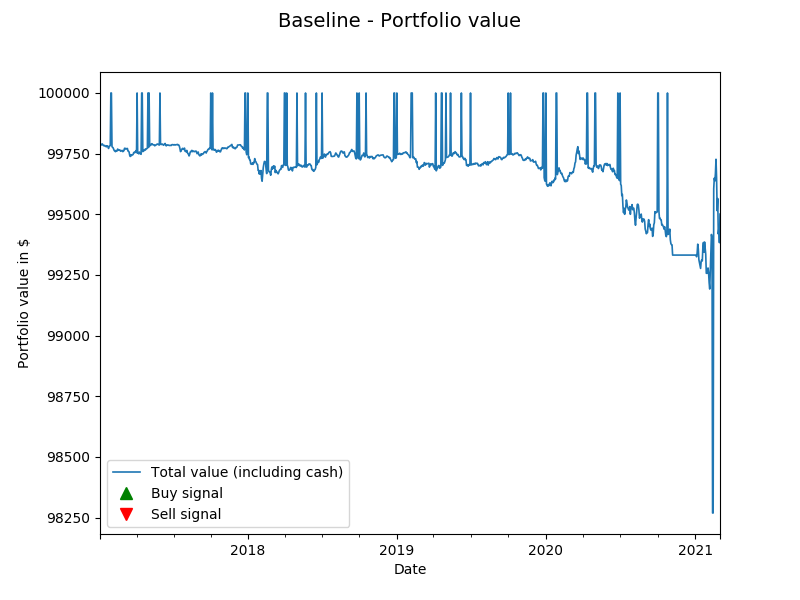 Baseline - Portfolio value
100000
99750
99500
99250
99000
98750
98500
98250
Portfolio value in $
Total value (including cash)
Buy signal
Sell signal
2018
2019
2020
2021
Date